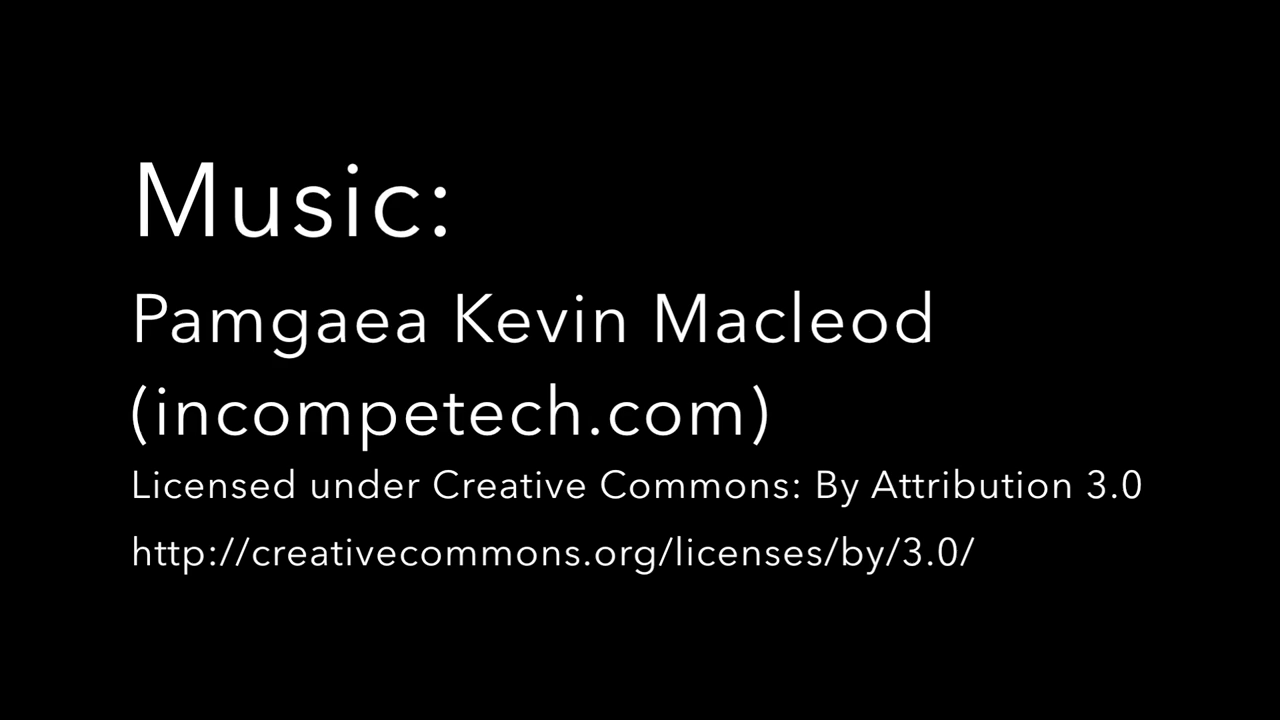 Music:
Pamgaea Kevin Macleod
(incompetech.com)
Licensed under Creative Commons: By Attribution 3.0
http://creativecommons.org/licenses/by/3.0/